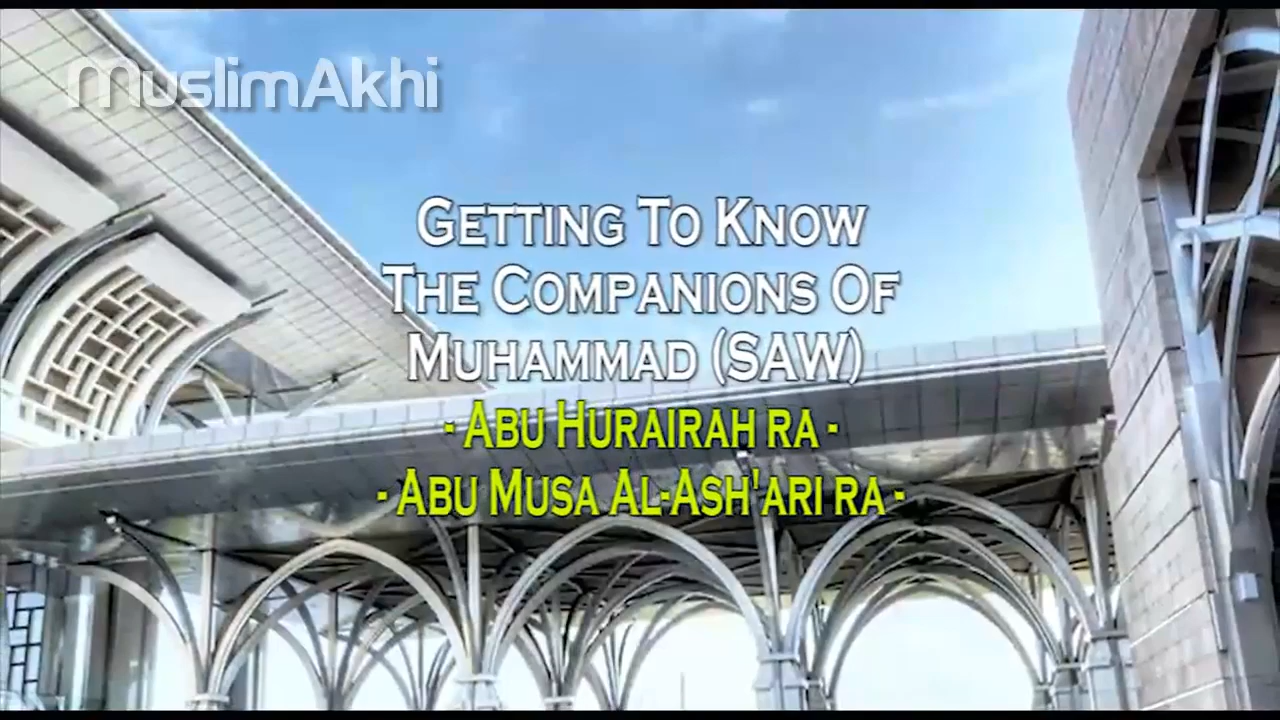 MuslimAkhi
Getting To Know
The Companions Of
Muhammad (SAW)
- Abu Hurairah ra -
- Abu Musa Al-Ash'ari ra -